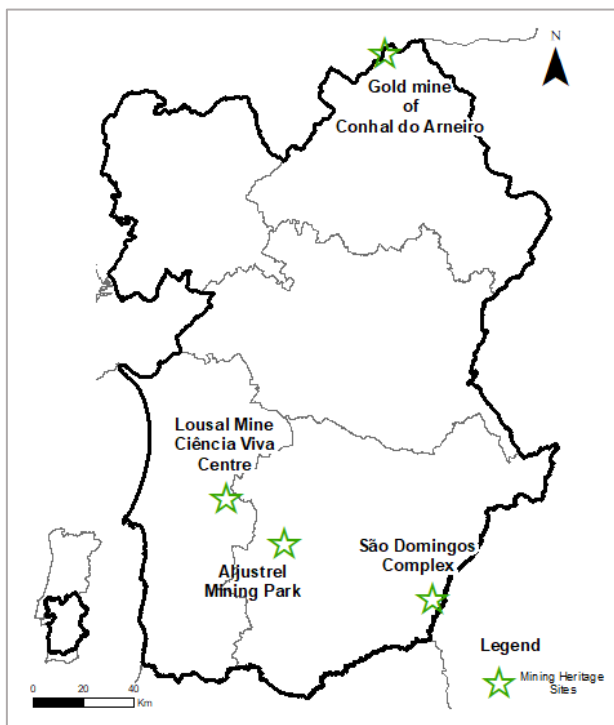 N
Gold mine
of
Conhal do Arneiro
Lousal Mine
Ciência Viva
Centre
Aljustrel
Mining Park
São Domingos
Complex
Legend
Mining Heritage
Sites
0 20 40
Km